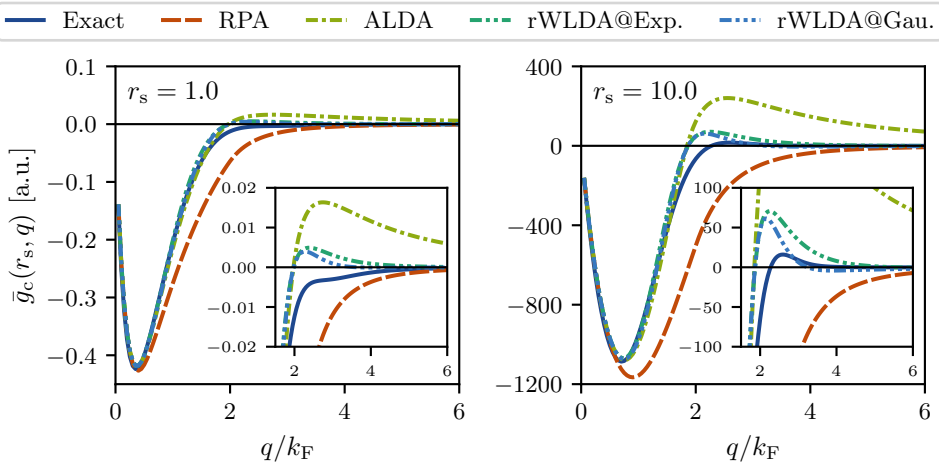 Exact RPA ALDA rWLDA@Exp. rWLDA@Gau.
r_s = 1.0
ḡ_c(r_s, q) [a.u.]
0.1
0.0
−0.1
−0.2
−0.3
−0.4
0.02
0.01
0.00
−0.01
−0.02
2 4 6
0 2 4 6
q/k_F
r_s = 10.0
400
0
−400
−800
−1200
100
50
0
−50
−100
2 4 6
0 2 4 6
q/k_F